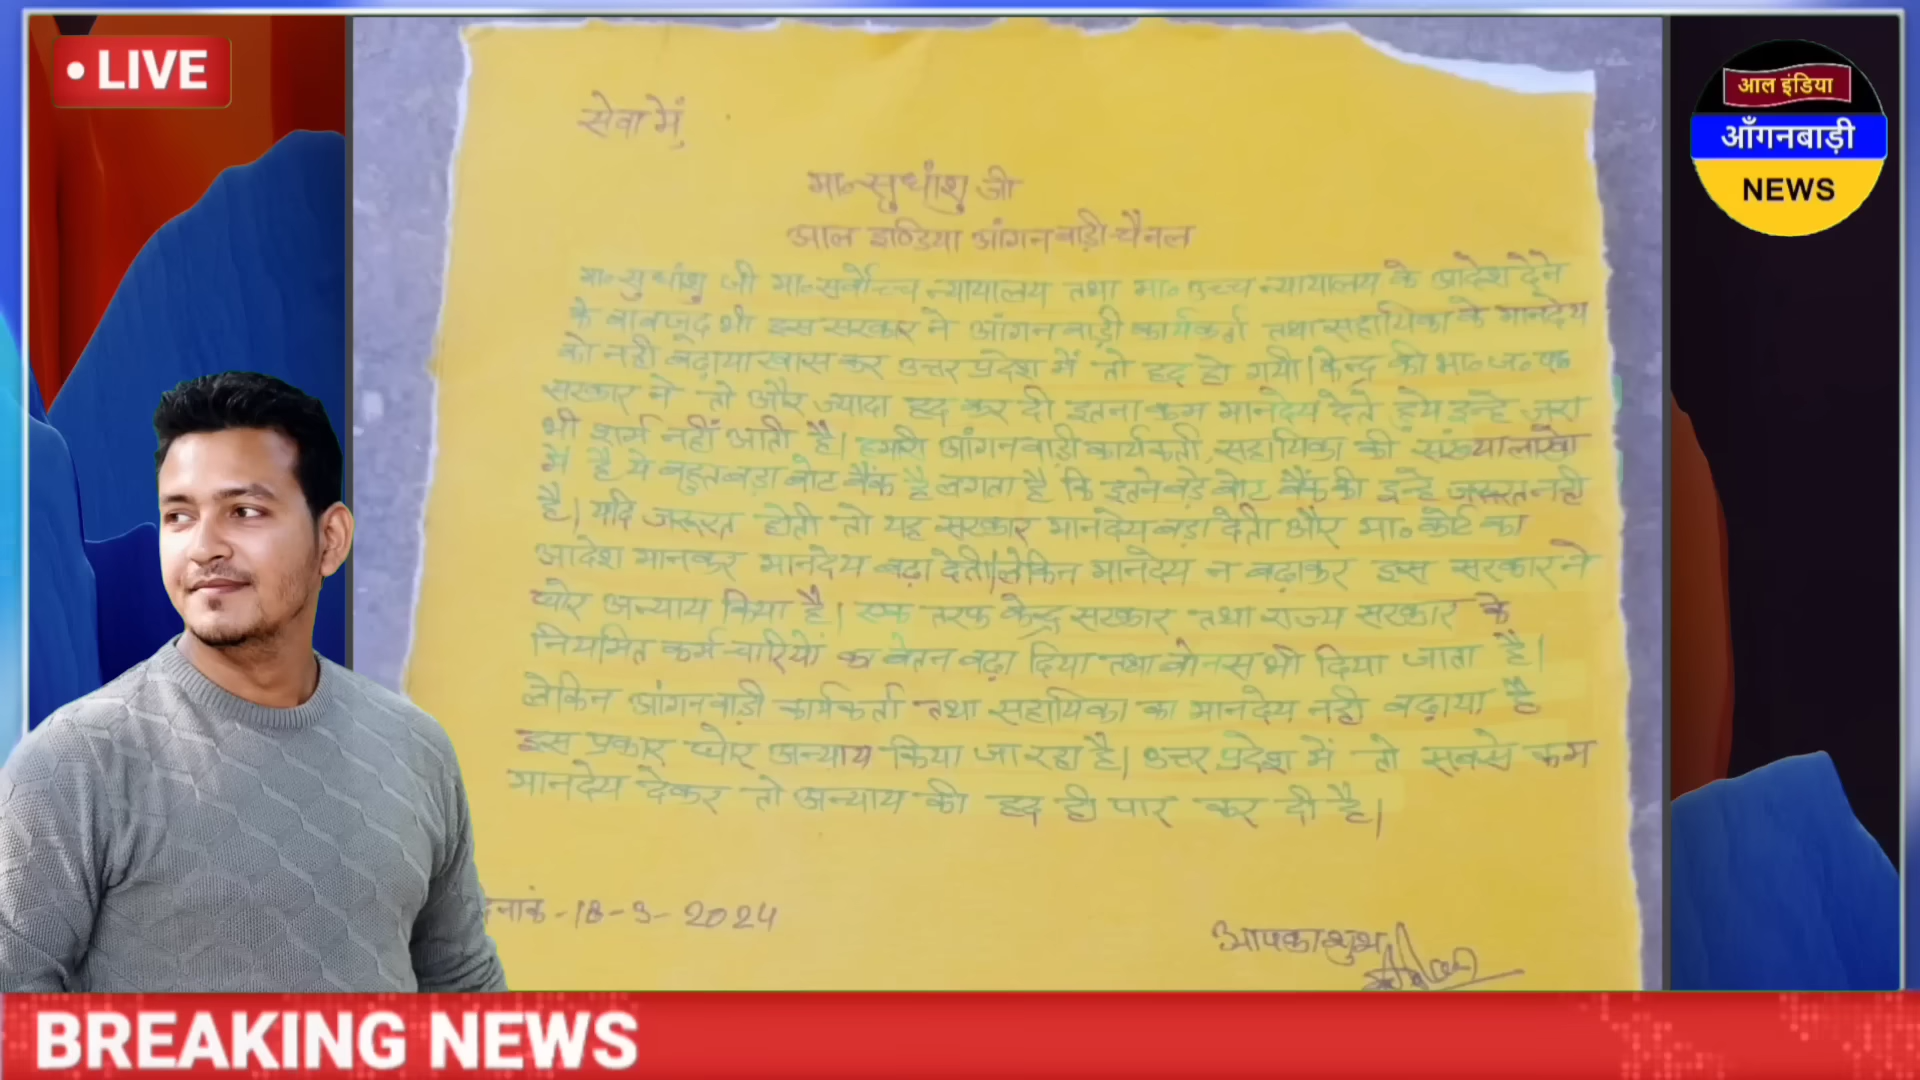 • LIVE
आल इंडिया
आँगनबाड़ी
NEWS
सेवा में,
मा० सुधांशु जी
आल इण्डिया आंगनबाड़ी चैनल
मा० सुधांशु जी मा० सर्वोच्च न्यायालय तथा मा० उच्च न्यायालय के आदेश देने
के बावजूद भी इस सरकार ने आंगनबाड़ी कार्यकर्ता तथा सहायिका के मानदेय
को नहीं बढ़ाया खास कर उत्तर प्रदेश में तो हद हो गयी। केन्द्र की भा० ज० प०
सरकार ने तो और ज्यादा हद कर दी इतना कम मानदेय देते हुये इन्हें जरा
भी शर्म नहीं आती है। हमारी आंगनबाड़ी कार्यकर्ता, सहायिका की संख्या लाखों
में है ये बहुत बड़ा वोट बैंक है लगता है कि इतने बड़े वोट बैंक की इन्हें जरूरत नहीं
है। यदि जरूरत होती तो यह सरकार मानदेय बड़ा देती और मा० कोर्ट का
आदेश मानकर मानदेय बढ़ा देती। लेकिन मानदेय न बढ़ाकर इस सरकार ने
घोर अन्याय किया है। एक तरफ केन्द्र सरकार तथा राज्य सरकार के
नियमित कर्मचारियों का वेतन बढ़ा दिया तथा बोनस भी दिया जाता है।
लेकिन आंगनबाड़ी कार्यकर्ता तथा सहायिका का मानदेय नहीं बढ़ाया है
इस प्रकार घोर अन्याय किया जा रहा है। उत्तर प्रदेश में तो सबसे कम
मानदेय देकर तो अन्याय की हद ही पार कर दी है।
नांक - 18-3-2024
आपका शुभ
BREAKING NEWS